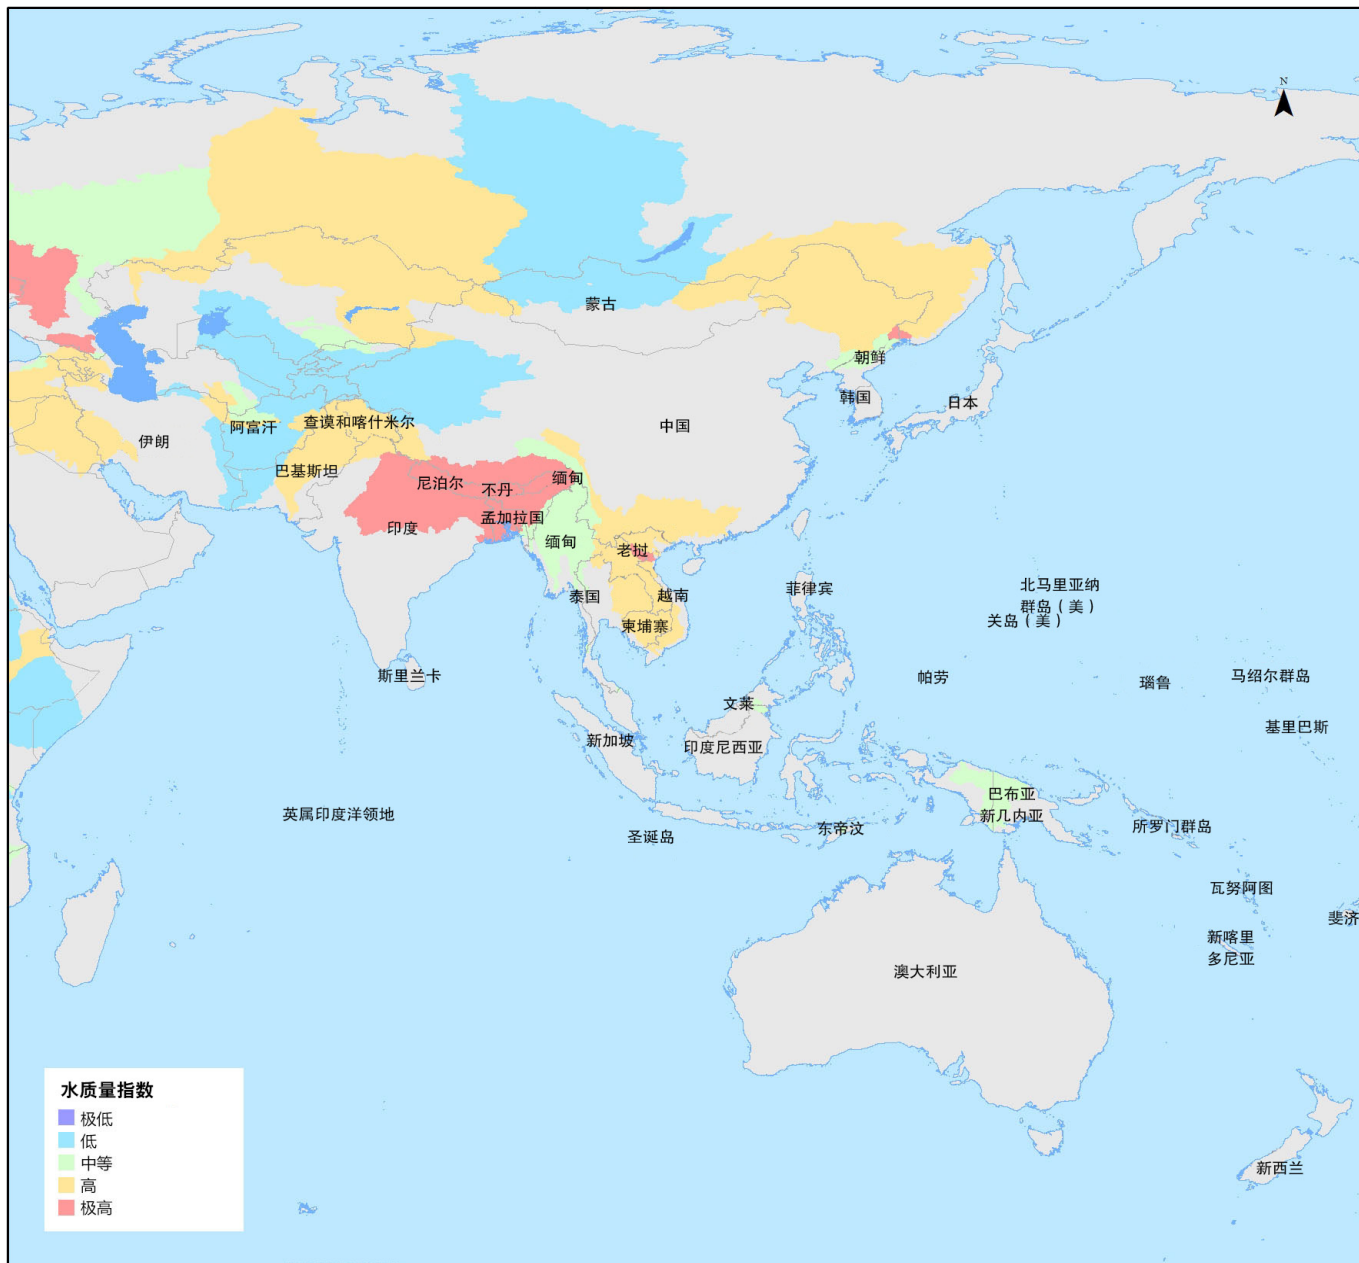 N
蒙古
朝鲜
韩国
日本
中国
查谟和喀什米尔
阿富汗
伊朗
巴基斯坦
尼泊尔
不丹
缅甸
孟加拉国
印度
缅甸
老挝
泰国
越南
柬埔寨
菲律宾
北马里亚纳
群岛（美）
关岛（美）
斯里兰卡
帕劳
瑙鲁
马绍尔群岛
文莱
基里巴斯
新加坡
印度尼西亚
巴布亚
新几内亚
英属印度洋领地
圣诞岛
东帝汶
所罗门群岛
瓦努阿图
斐济
新喀里
多尼亚
澳大利亚
新西兰
水质量指数
极低
低
中等
高
极高